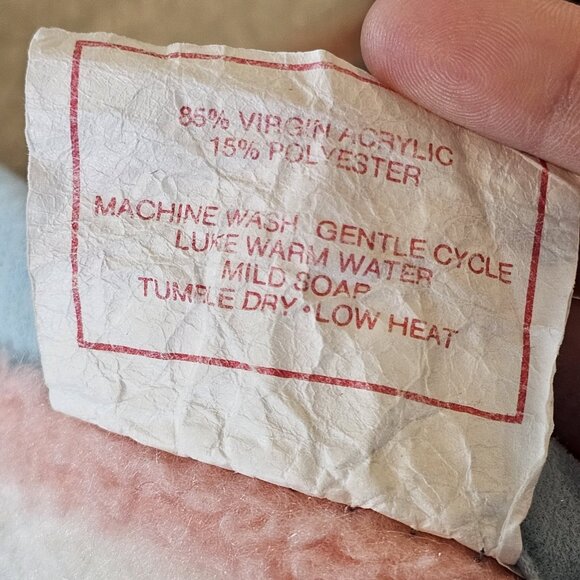 85% VIRGIN ACRYLIC
15% POLYESTER
MACHINE WASH GENTLE CYCLE
LUKE WARM WATER
MILD SOAP
TUMBLE DRY • LOW HEAT